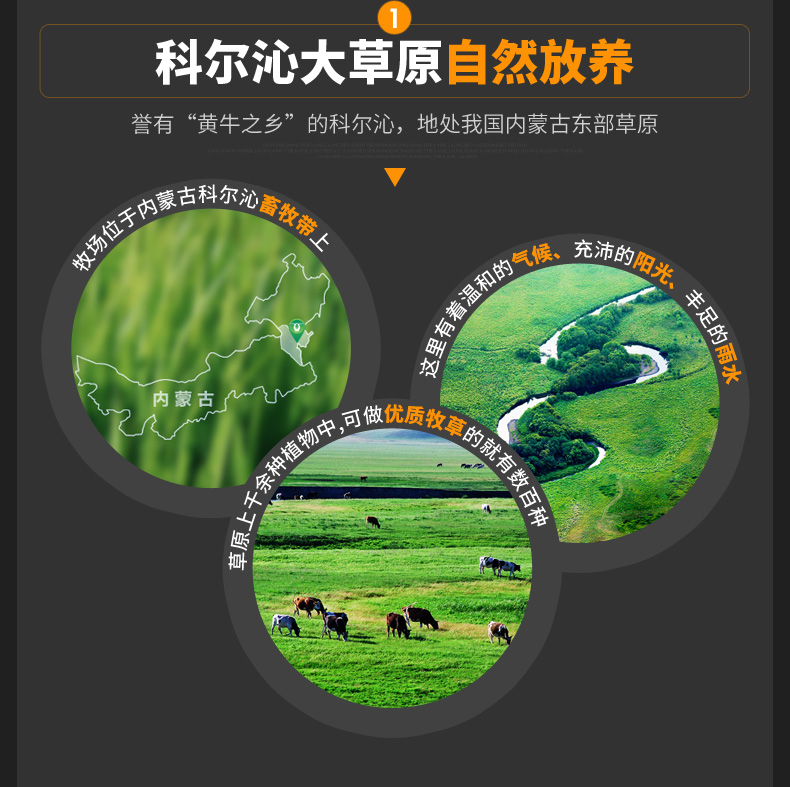 1
科尔沁大草原自然放养
誉有“黄牛之乡”的科尔沁，地处我国内蒙古东部草原
牧场位于内蒙古科尔沁畜牧带上
内蒙古
这里有着温和的气候、充沛的阳光、丰足的雨水
草原上千余种植物中,可做优质牧草的就有数百种